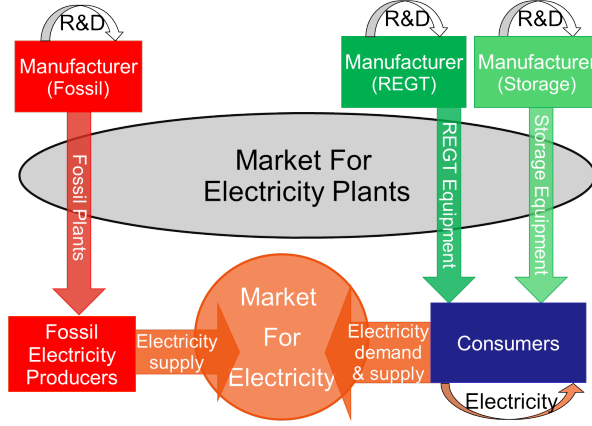 R&D
R&D
R&D
Manufacturer
(Fossil)
Manufacturer
(REGT)
Manufacturer
(Storage)
Fossil Plants
REGT Equipment
Storage Equipment
Market For
Electricity Plants
Fossil
Electricity
Producers
Electricity
supply
Market
For
Electricity
Electricity
demand
& supply
Consumers
Electricity